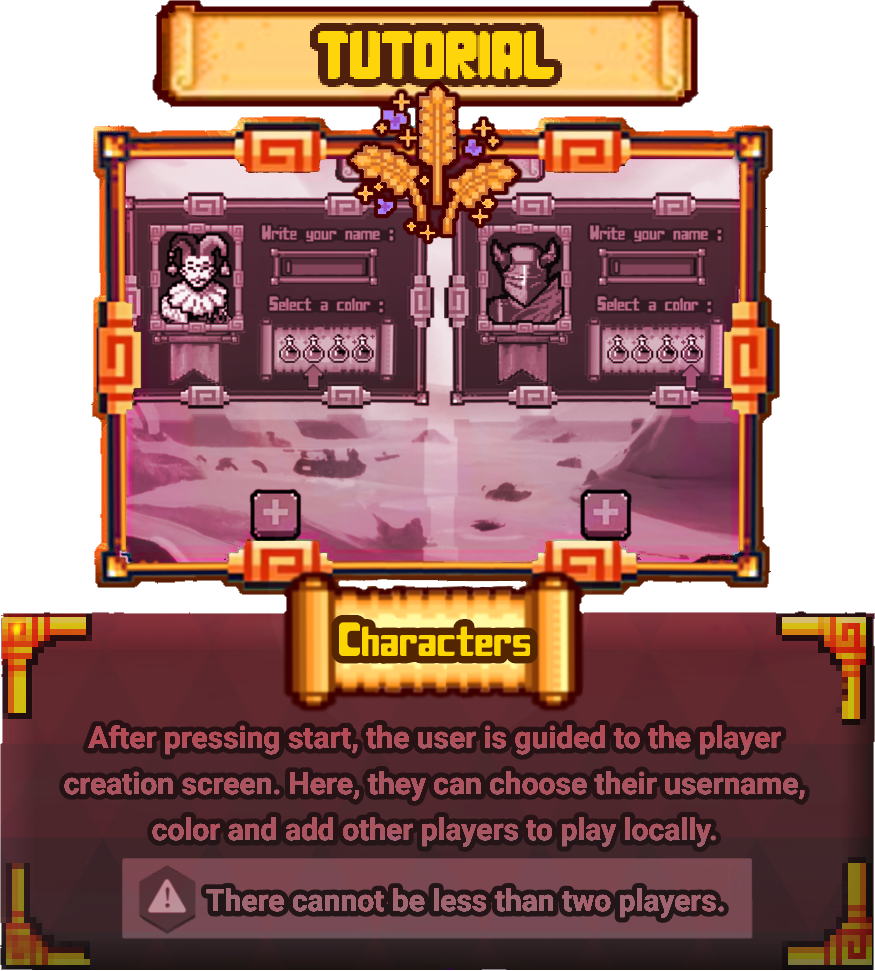 TUTORIAL
Write your name :
Write your name :
Select a color :
Select a color :
Characters
After pressing start, the user is guided to the player
creation screen. Here, they can choose their username,
color and add other players to play locally.
There cannot be less than two players.